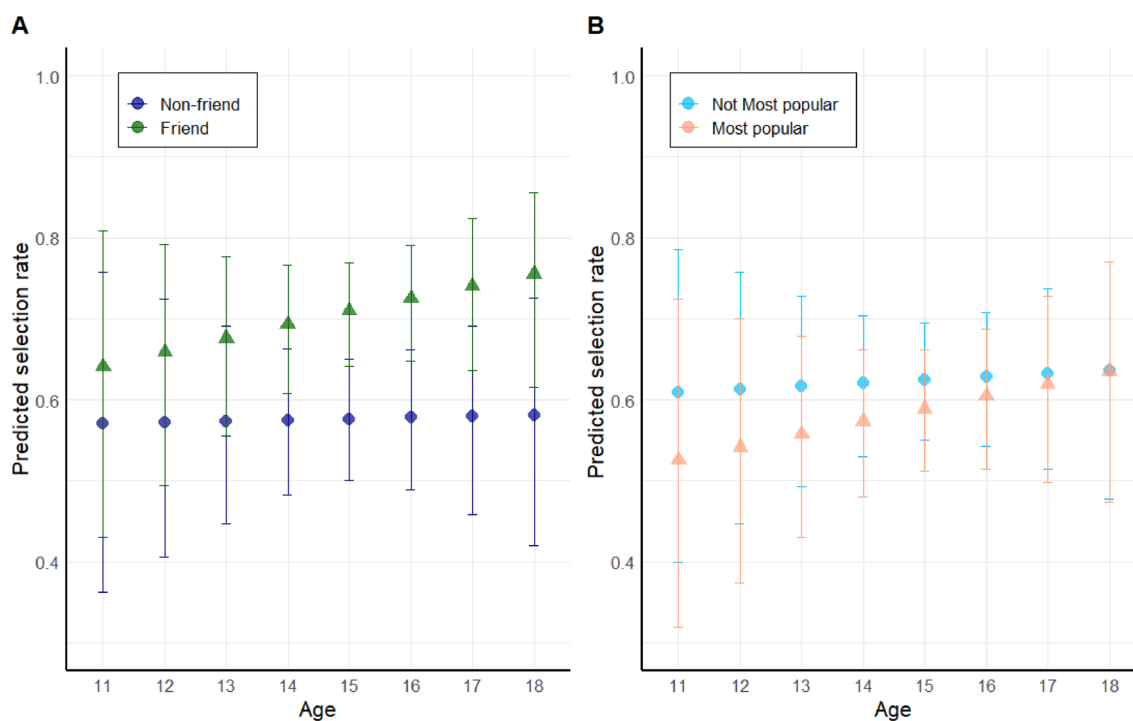 A
Predicted selection rate
1.0
0.8
0.6
0.4
Non-friend
Friend
11 12 13 14 15 16 17 18
Age
B
Predicted selection rate
1.0
0.8
0.6
0.4
Not Most popular
Most popular
11 12 13 14 15 16 17 18
Age